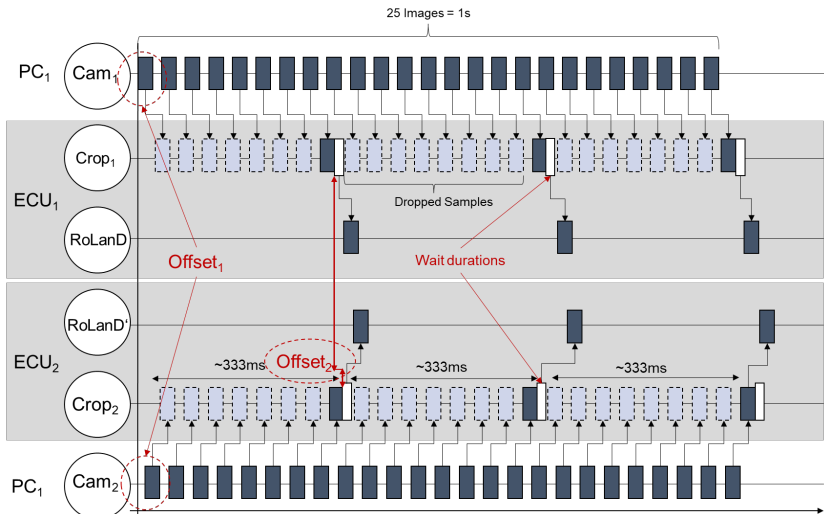 25 Images = 1s
PC1
Cam1
Crop1
Dropped Samples
ECU1
RoLanD
Offset1
Wait durations
RoLanD'
ECU2
~333ms
Offset2
~333ms
~333ms
Crop2
PC1
Cam2